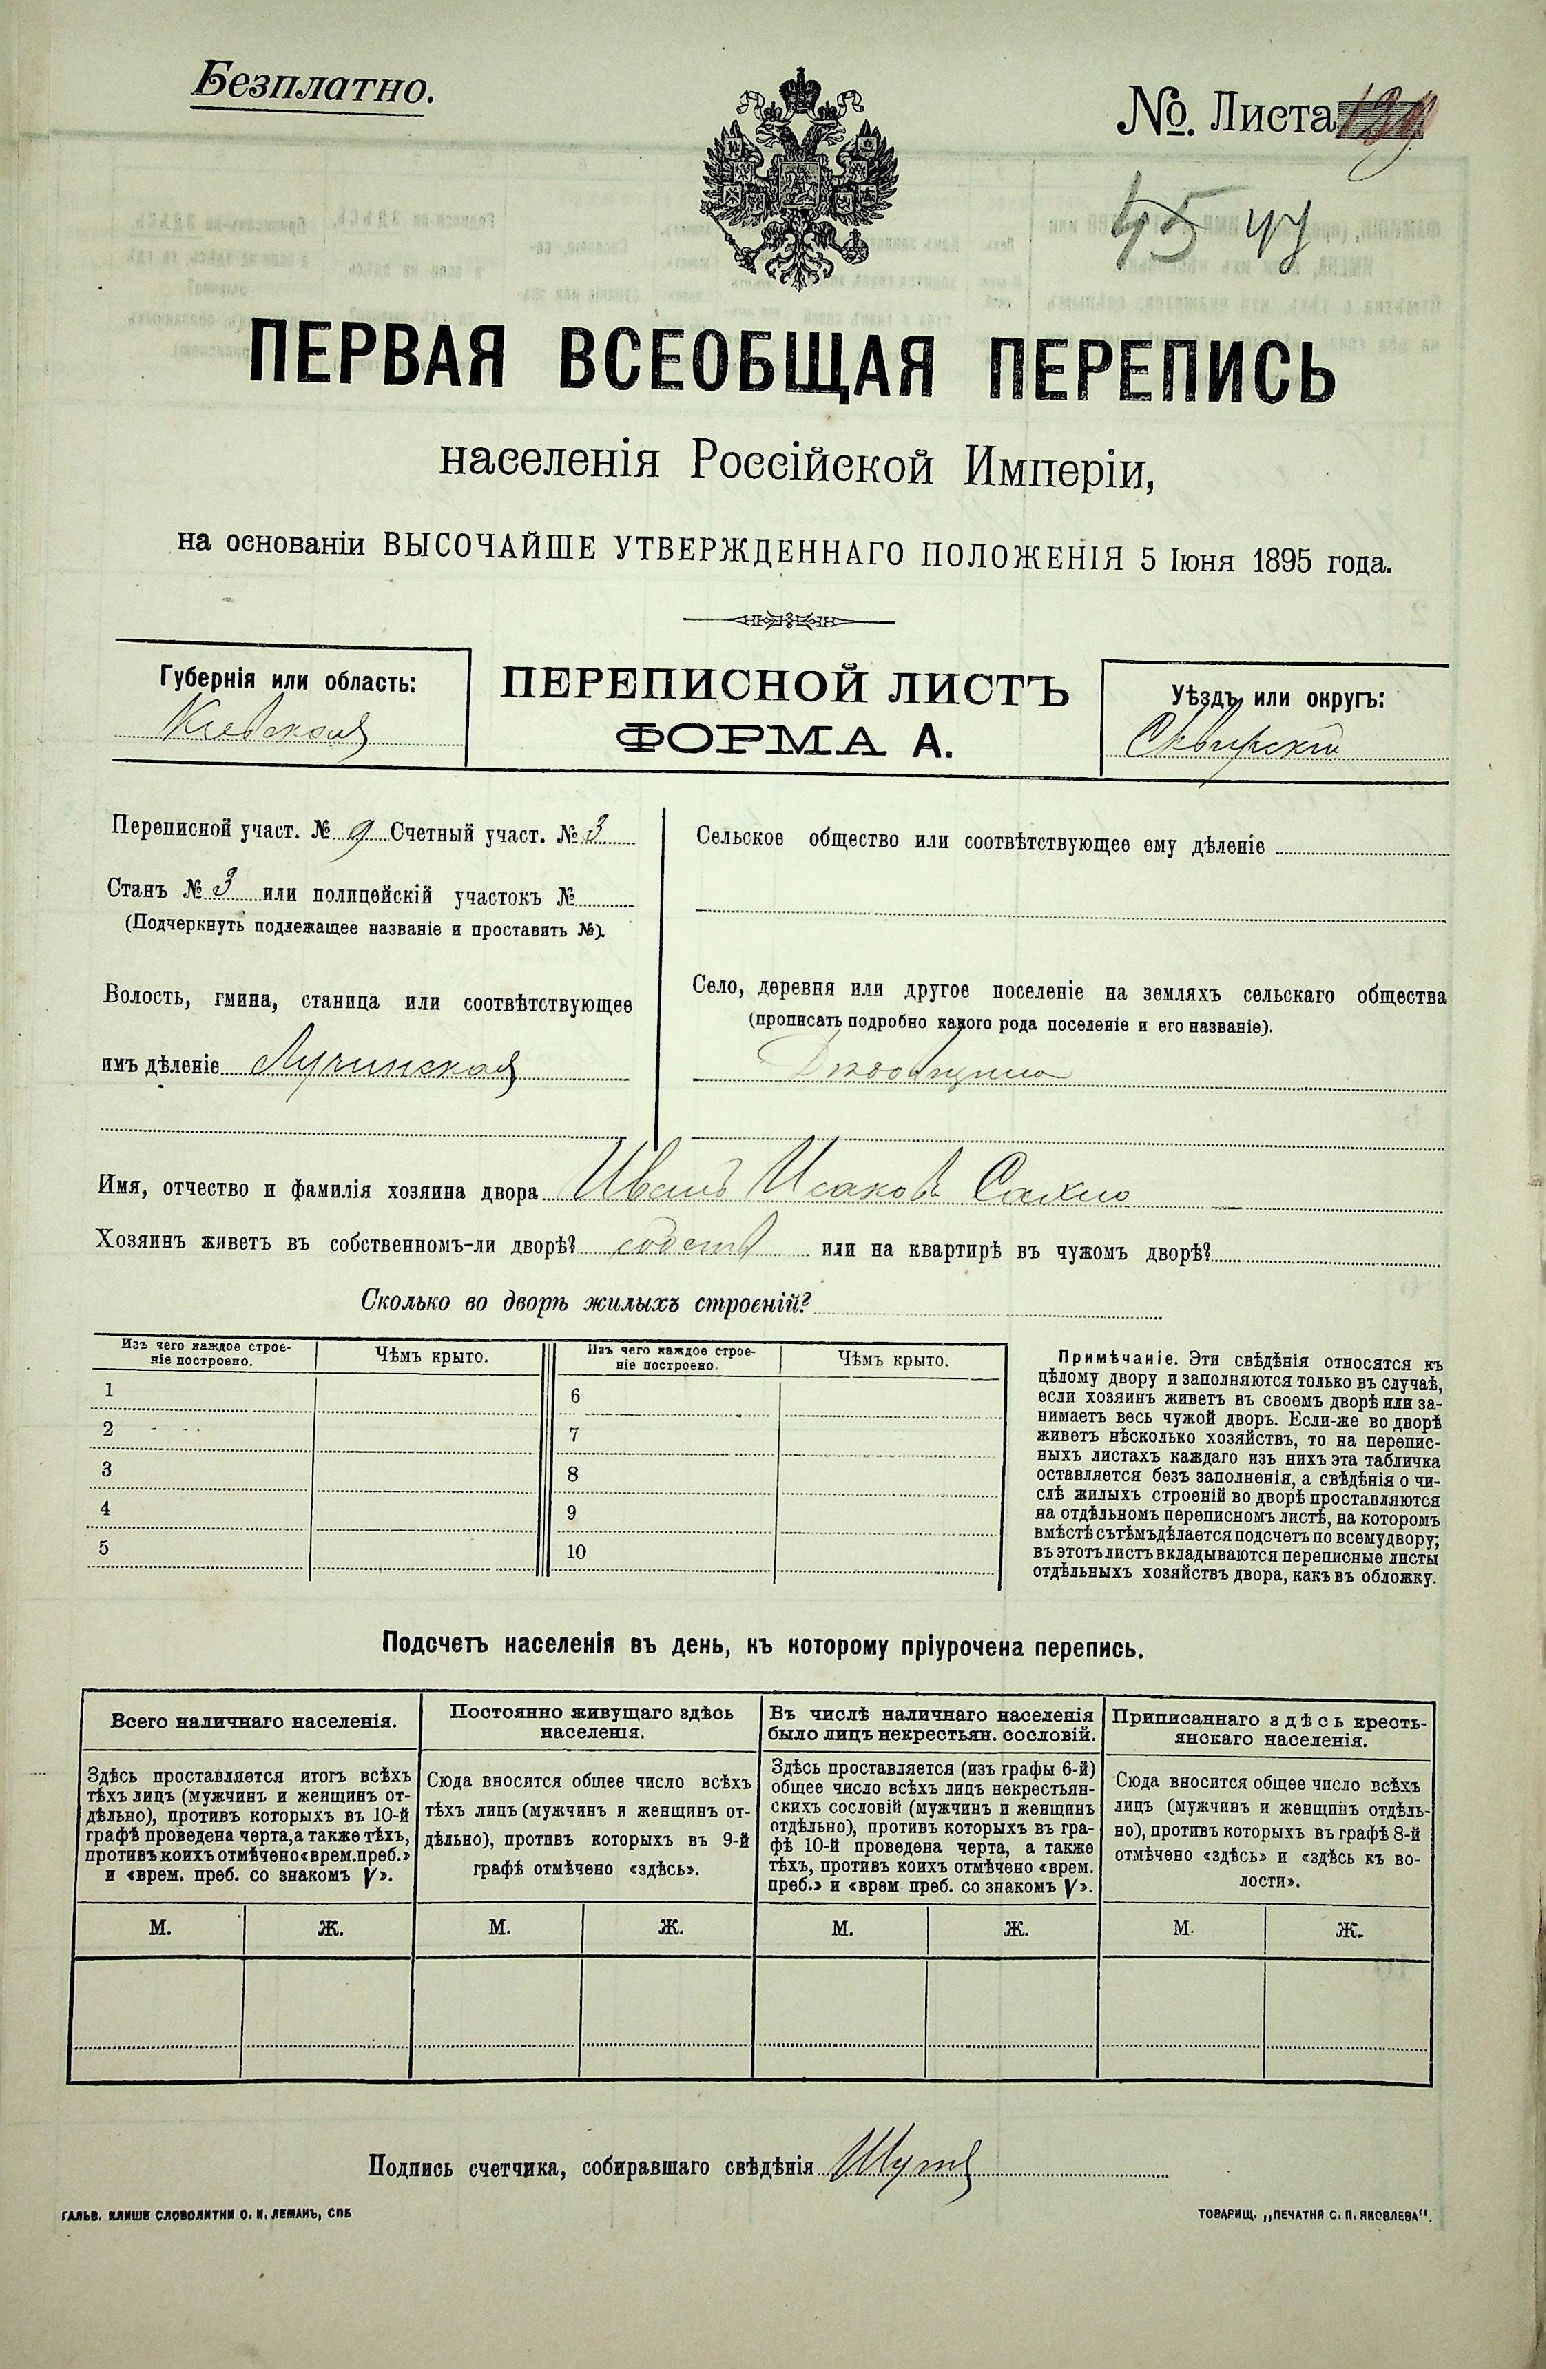 Безплатно.
№. Листа
45 44
ПЕРВАЯ ВСЕОБЩАЯ ПЕРЕПИСЬ
населенія Россійской Имперіи,
на основаніи ВЫСОЧАЙШЕ УТВЕРЖДЕННАГО ПОЛОЖЕНІЯ 5 Іюня 1895 года.
Губернія или область:
Кіевская
ПЕРЕПИСНОЙ ЛИСТЪ
ФОРМА А.
Уѣздъ или округъ:
Сквирскій
Переписной участ. № 9 Счетный участ. № 3
Станъ № 3 или полицейскій участокъ №
(Подчеркнуть подлежащее названіе и проставить №).
Волость, гмина, станица или соотвѣтствующее
имъ дѣленіе Лучинская
Сельское общество или соотвѣтствующее ему дѣленіе
Село, деревня или другое поселеніе на земляхъ сельскаго общества
(прописать подробно какого рода поселеніе и его названіе).
Имя, отчество и фамилія хозяина двора Иванъ Исаковъ Сахно
Хозяинъ живетъ въ собственномъ-ли дворѣ? собств или на квартирѣ въ чужомъ дворѣ?
Сколько во дворѣ жилыхъ строеній?
Изъ чего каждое строе-
ніе построено.
Чѣмъ крыто.
Изъ чего каждое строе-
ніе построено.
Чѣмъ крыто.
1
2
3
4
5
6
7
8
9
10
Примѣчаніе. Эти свѣдѣнія относятся къ
цѣлому двору и заполняются только въ случаѣ,
если хозяинъ живетъ въ своемъ дворѣ или за-
нимаетъ весь чужой дворъ. Если-же во дворѣ
живетъ нѣсколько хозяйствъ, то на перепис-
ныхъ листахъ каждаго изъ нихъ эта табличка
оставляется безъ заполненія, а свѣдѣнія о чи-
слѣ жилыхъ строеній во дворѣ проставляются
на отдѣльномъ переписномъ листѣ, на которомъ
вмѣстѣ съ тѣмъ дѣлается подсчетъ по всему двору;
въ этотъ листъ вкладываются переписные листы
отдѣльныхъ хозяйствъ двора, какъ въ обложку.
Подсчетъ населенія въ день, къ которому пріурочена перепись.
Всего наличнаго населенія.
Здѣсь проставляется итогъ всѣхъ
тѣхъ лицъ (мужчинъ и женщинъ от-
дѣльно), противъ которыхъ въ 10-й
графѣ проведена черта, а также тѣхъ,
противъ коихъ отмѣчено «врем. преб.»
и «врем. преб. со знакомъ V».
Постоянно живущаго здѣсь
населенія.
Сюда вносится общее число всѣхъ
тѣхъ лицъ (мужчинъ и женщинъ от-
дѣльно), противъ которыхъ въ 9-й
графѣ отмѣчено «здѣсь».
Въ числѣ наличнаго населенія
было лицъ некрестьян. сословій.
Здѣсь проставляется (изъ графы 6-й)
общее число всѣхъ лицъ некрестьян-
скихъ сословій (мужчинъ и женщинъ
отдѣльно), противъ которыхъ въ гра-
фѣ 10-й проведена черта, а также
тѣхъ, противъ коихъ отмѣчено «врем.
преб.» и «врем преб. со знакомъ V».
Приписаннаго здѣсь кресть-
янскаго населенія.
Сюда вносится общее число всѣхъ
лицъ (мужчинъ и женщинъ отдѣль-
но), противъ которыхъ въ графѣ 8-й
отмѣчено «здѣсь» и «здѣсь къ во-
лости».
М. Ж. М. Ж. М. Ж. М. Ж.
Подпись счетчика, собиравшаго свѣдѣнія
ГАЛЬВ. КЛИШЕ СЛОВОЛИТНИ О. И. ЛЕМАНЪ, СПБ
ТОВАРИЩ. „ПЕЧАТНЯ С. П. ЯКОВЛЕВА“.